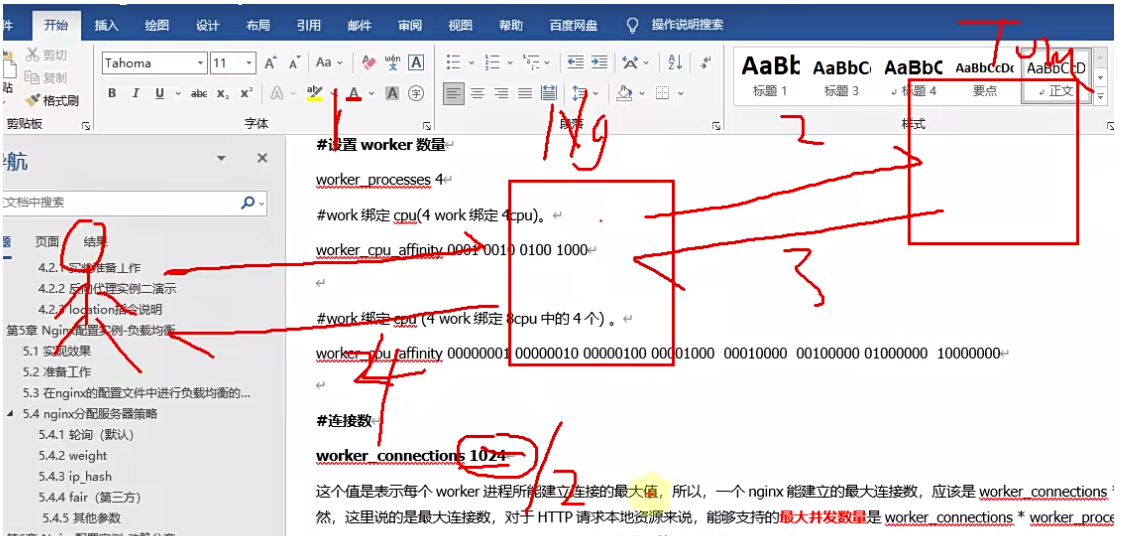 件 开始 插入 绘图 设计 布局 引用 邮件 审阅 视图 帮助 百度网盘 操作说明搜索
剪切
复制
贴 格式刷
剪贴板
Tahoma 11 A A Aa wén 文 A
B I U abc X₂ X² A aby A A 字
字体
段落
AaBb AaBbC AaBbC AaBbCcDc AaBbCcD
标题 1 标题 3 标题 4 要点 正文
样式
1 Ng 2 Tom
3
4
/2
导航
文档中搜索
题 页面 结果
4.2.1 实现准备工作
4.2.2 反向代理实例二演示
4.2.3 location指令说明
第5章 Nginx配置实例-负载均衡
5.1 实现效果
5.2 准备工作
5.3 在nginx的配置文件中进行负载均衡的...
5.4 nginx分配服务器策略
5.4.1 轮询（默认）
5.4.2 weight
5.4.3 ip_hash
5.4.4 fair（第三方）
5.4.5 其他参数
#设置 worker 数量
worker_processes 4
#work 绑定 cpu(4 work 绑定 4cpu)。
worker_cpu_affinity 0001 0010 0100 1000
#work 绑定 cpu (4 work 绑定 8cpu 中的 4 个) 。
worker_cpu_affinity 00000001 00000010 00000100 00001000 00010000 00100000 01000000 10000000
#连接数
worker_connections 1024
这个值是表示每个 worker 进程所能建立连接的最大值，所以，一个 nginx 能建立的最大连接数，应该是 worker_connections *
然，这里说的是最大连接数，对于 HTTP 请求本地资源来说，能够支持的最大并发数量是 worker_connections * worker_proce